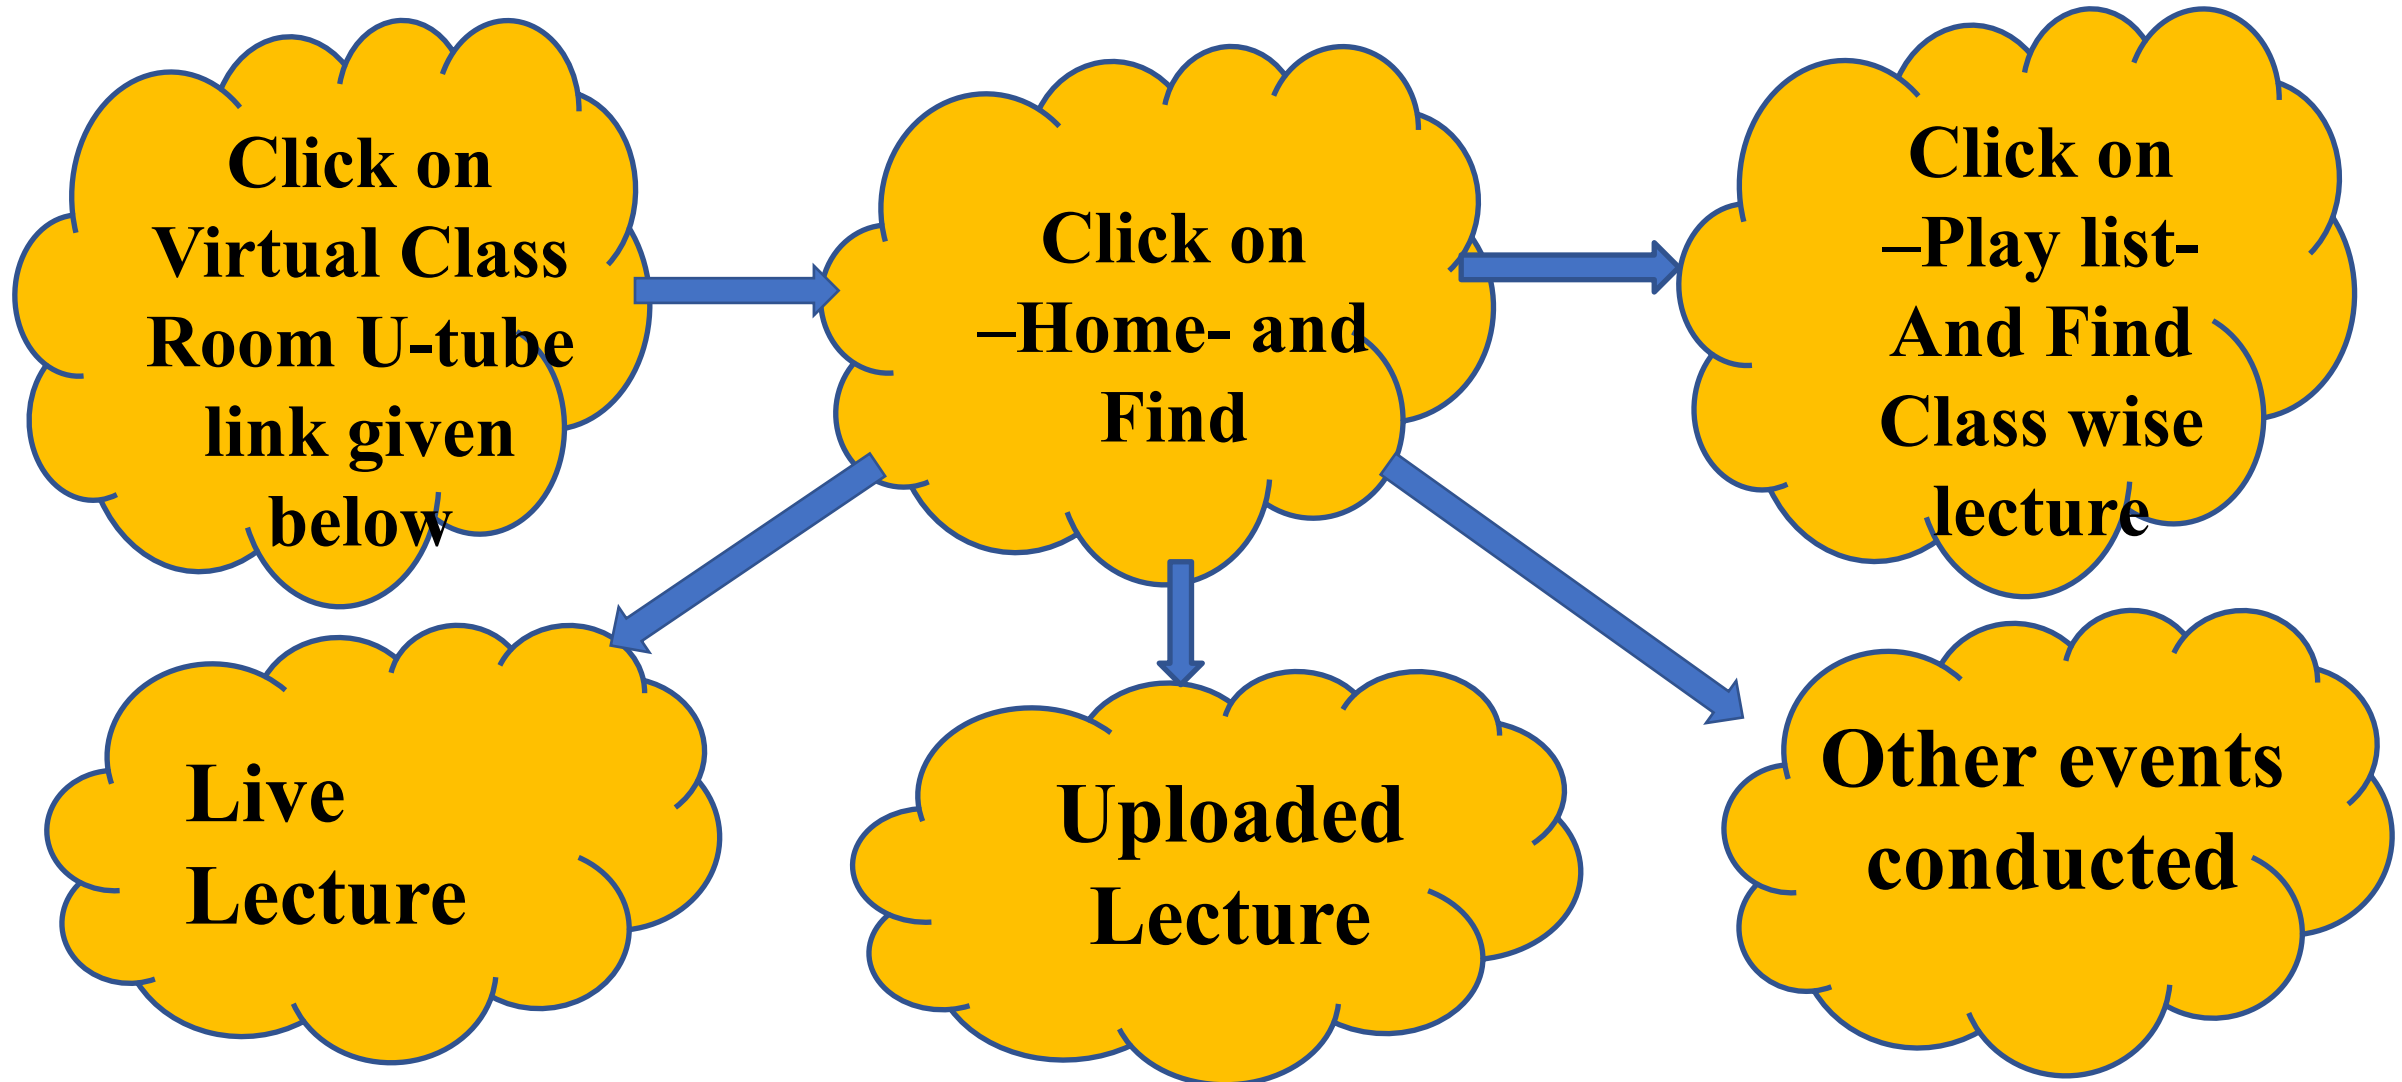 Click on
Virtual Class
Room U-tube
link given
below
Click on
–Home- and
Find
Click on
–Play list-
And Find
Class wise
lecture
Live
Lecture
Uploaded
Lecture
Other events
conducted